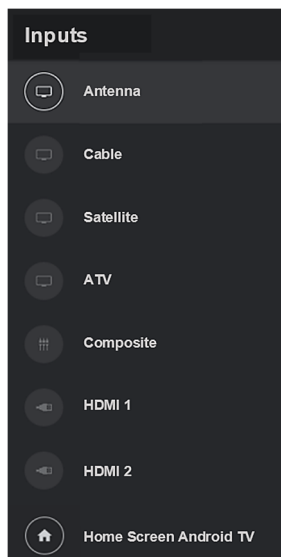 Inputs
Antenna
Cable
Satellite
ATV
Composite
HDMI 1
HDMI 2
Home Screen Android TV